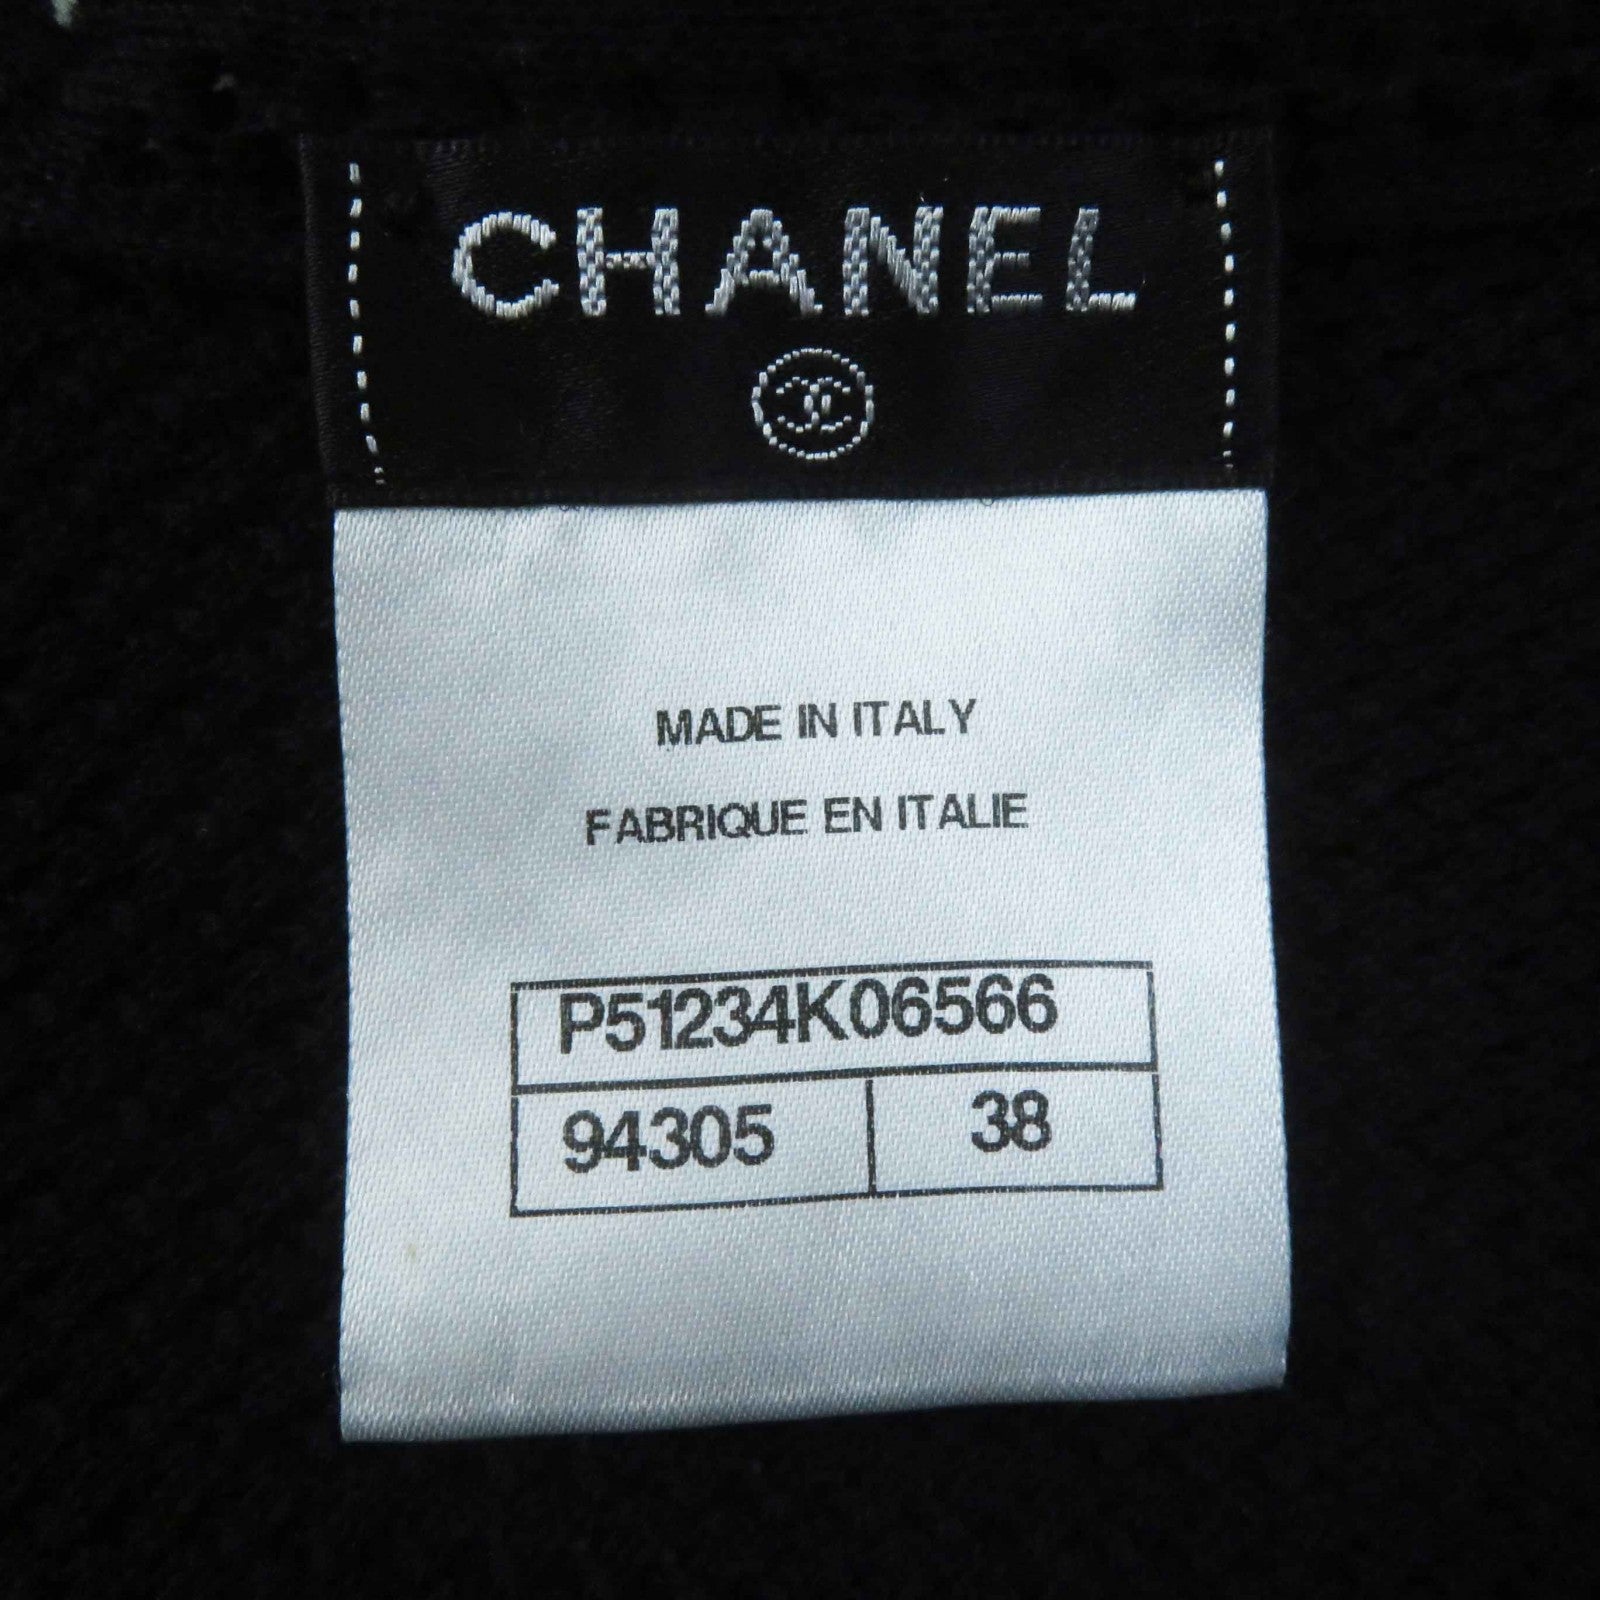 CHANEL
MADE IN ITALY
FABRIQUE EN ITALIE
P51234K06566
94305 38